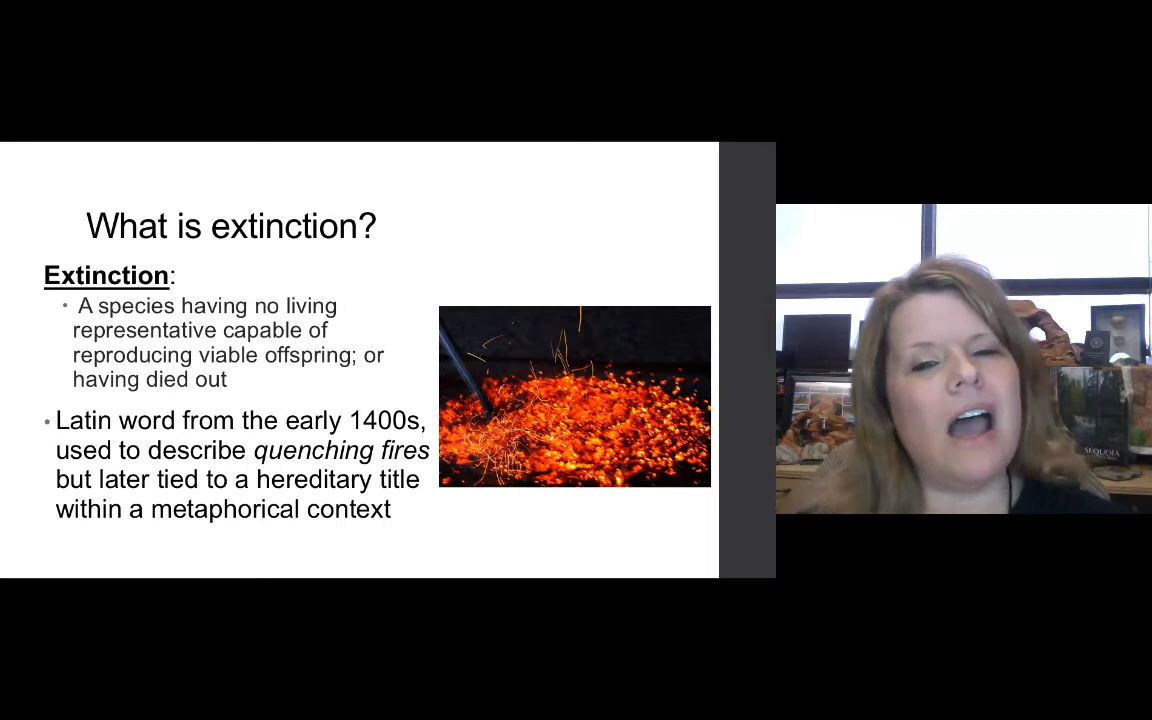 What is extinction?
Extinction:
• A species having no living
representative capable of
reproducing viable offspring; or
having died out
• Latin word from the early 1400s,
used to describe quenching fires
but later tied to a hereditary title
within a metaphorical context
SEQUOIA